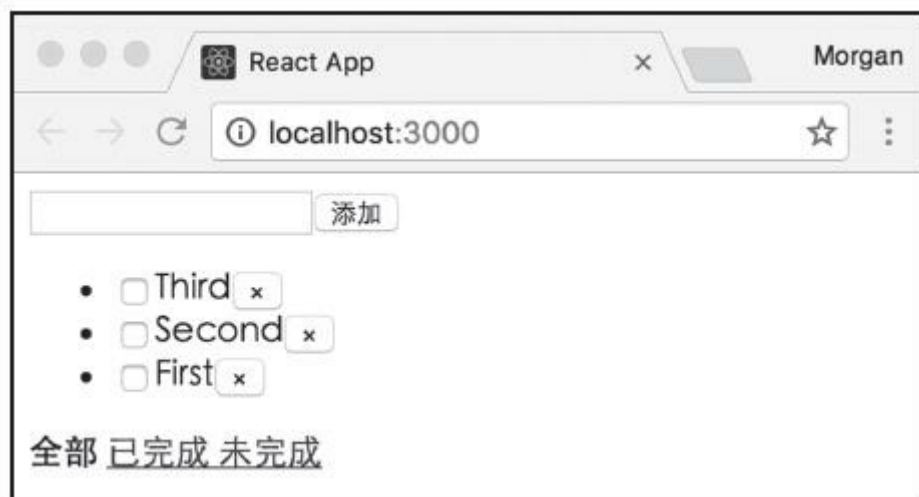 React App × Morgan
localhost:3000
添加
Third ×
Second ×
First ×
全部 已完成 未完成